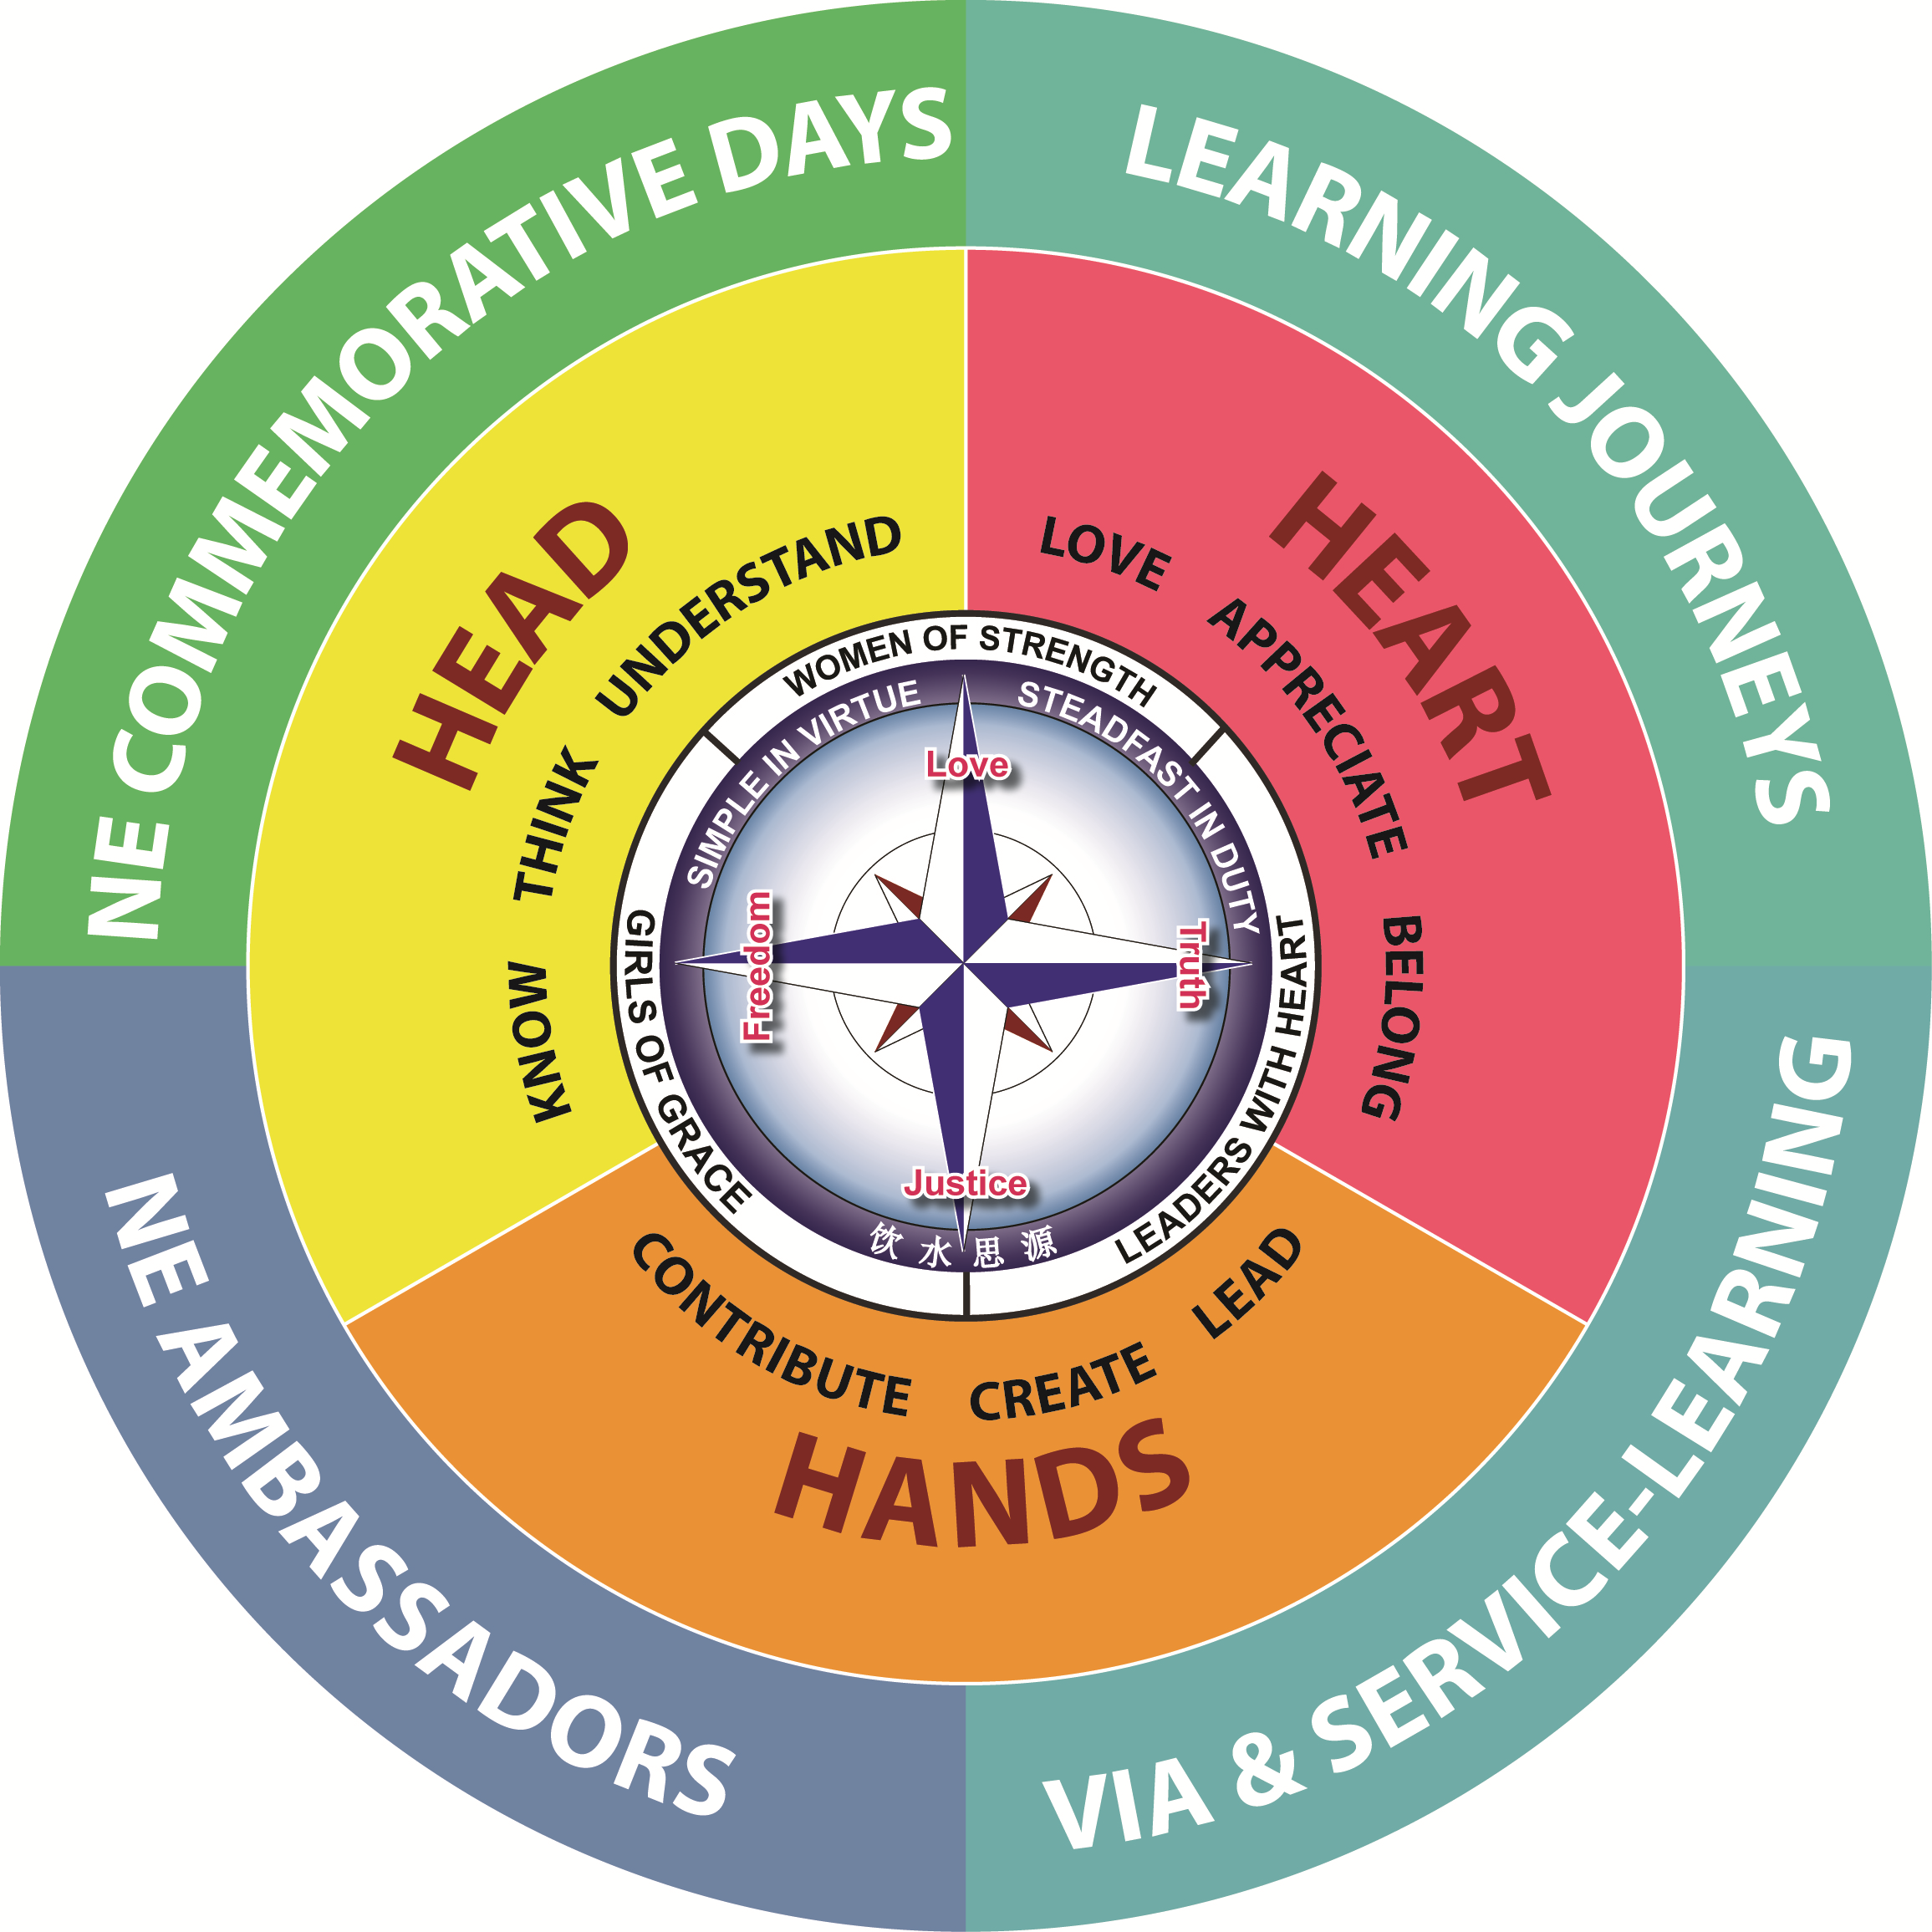 NE COMMEMORATIVE DAYS
LEARNING JOURNEYS
VIA & SERVICE-LEARNING
NE AMBASSADORS
HEAD
KNOW THINK UNDERSTAND
HEART
LOVE APPRECIATE BELONG
HANDS
CONTRIBUTE CREATE LEAD
WOMEN OF STRENGTH
LEADERS WITH HEART
GIRLS OF GRACE
SIMPLE IN VIRTUE
STEADFAST IN DUTY
饮水思源
Love
Truth
Justice
Freedom